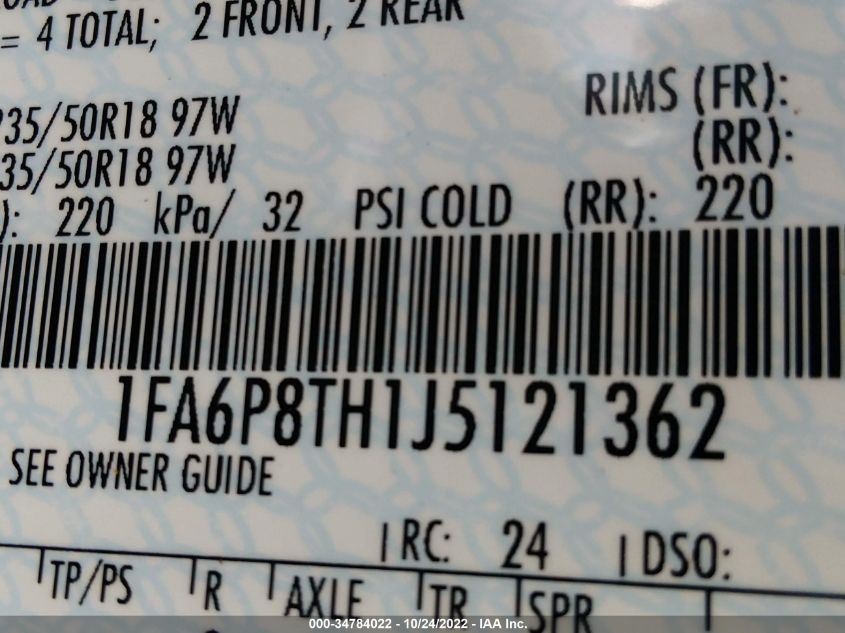 = 4 TOTAL; 2 FRONT, 2 REAR
RIMS (FR):
35/50R18 97W
(RR):
35/50R18 97W
): 220 kPa/ 32 PSI COLD (RR): 220
1FA6P8TH1J5121362
SEE OWNER GUIDE
RC: 24 DSO:
TP/PS R AXLE TR SPR
000-34784022 - 10/24/2022 - IAA Inc.